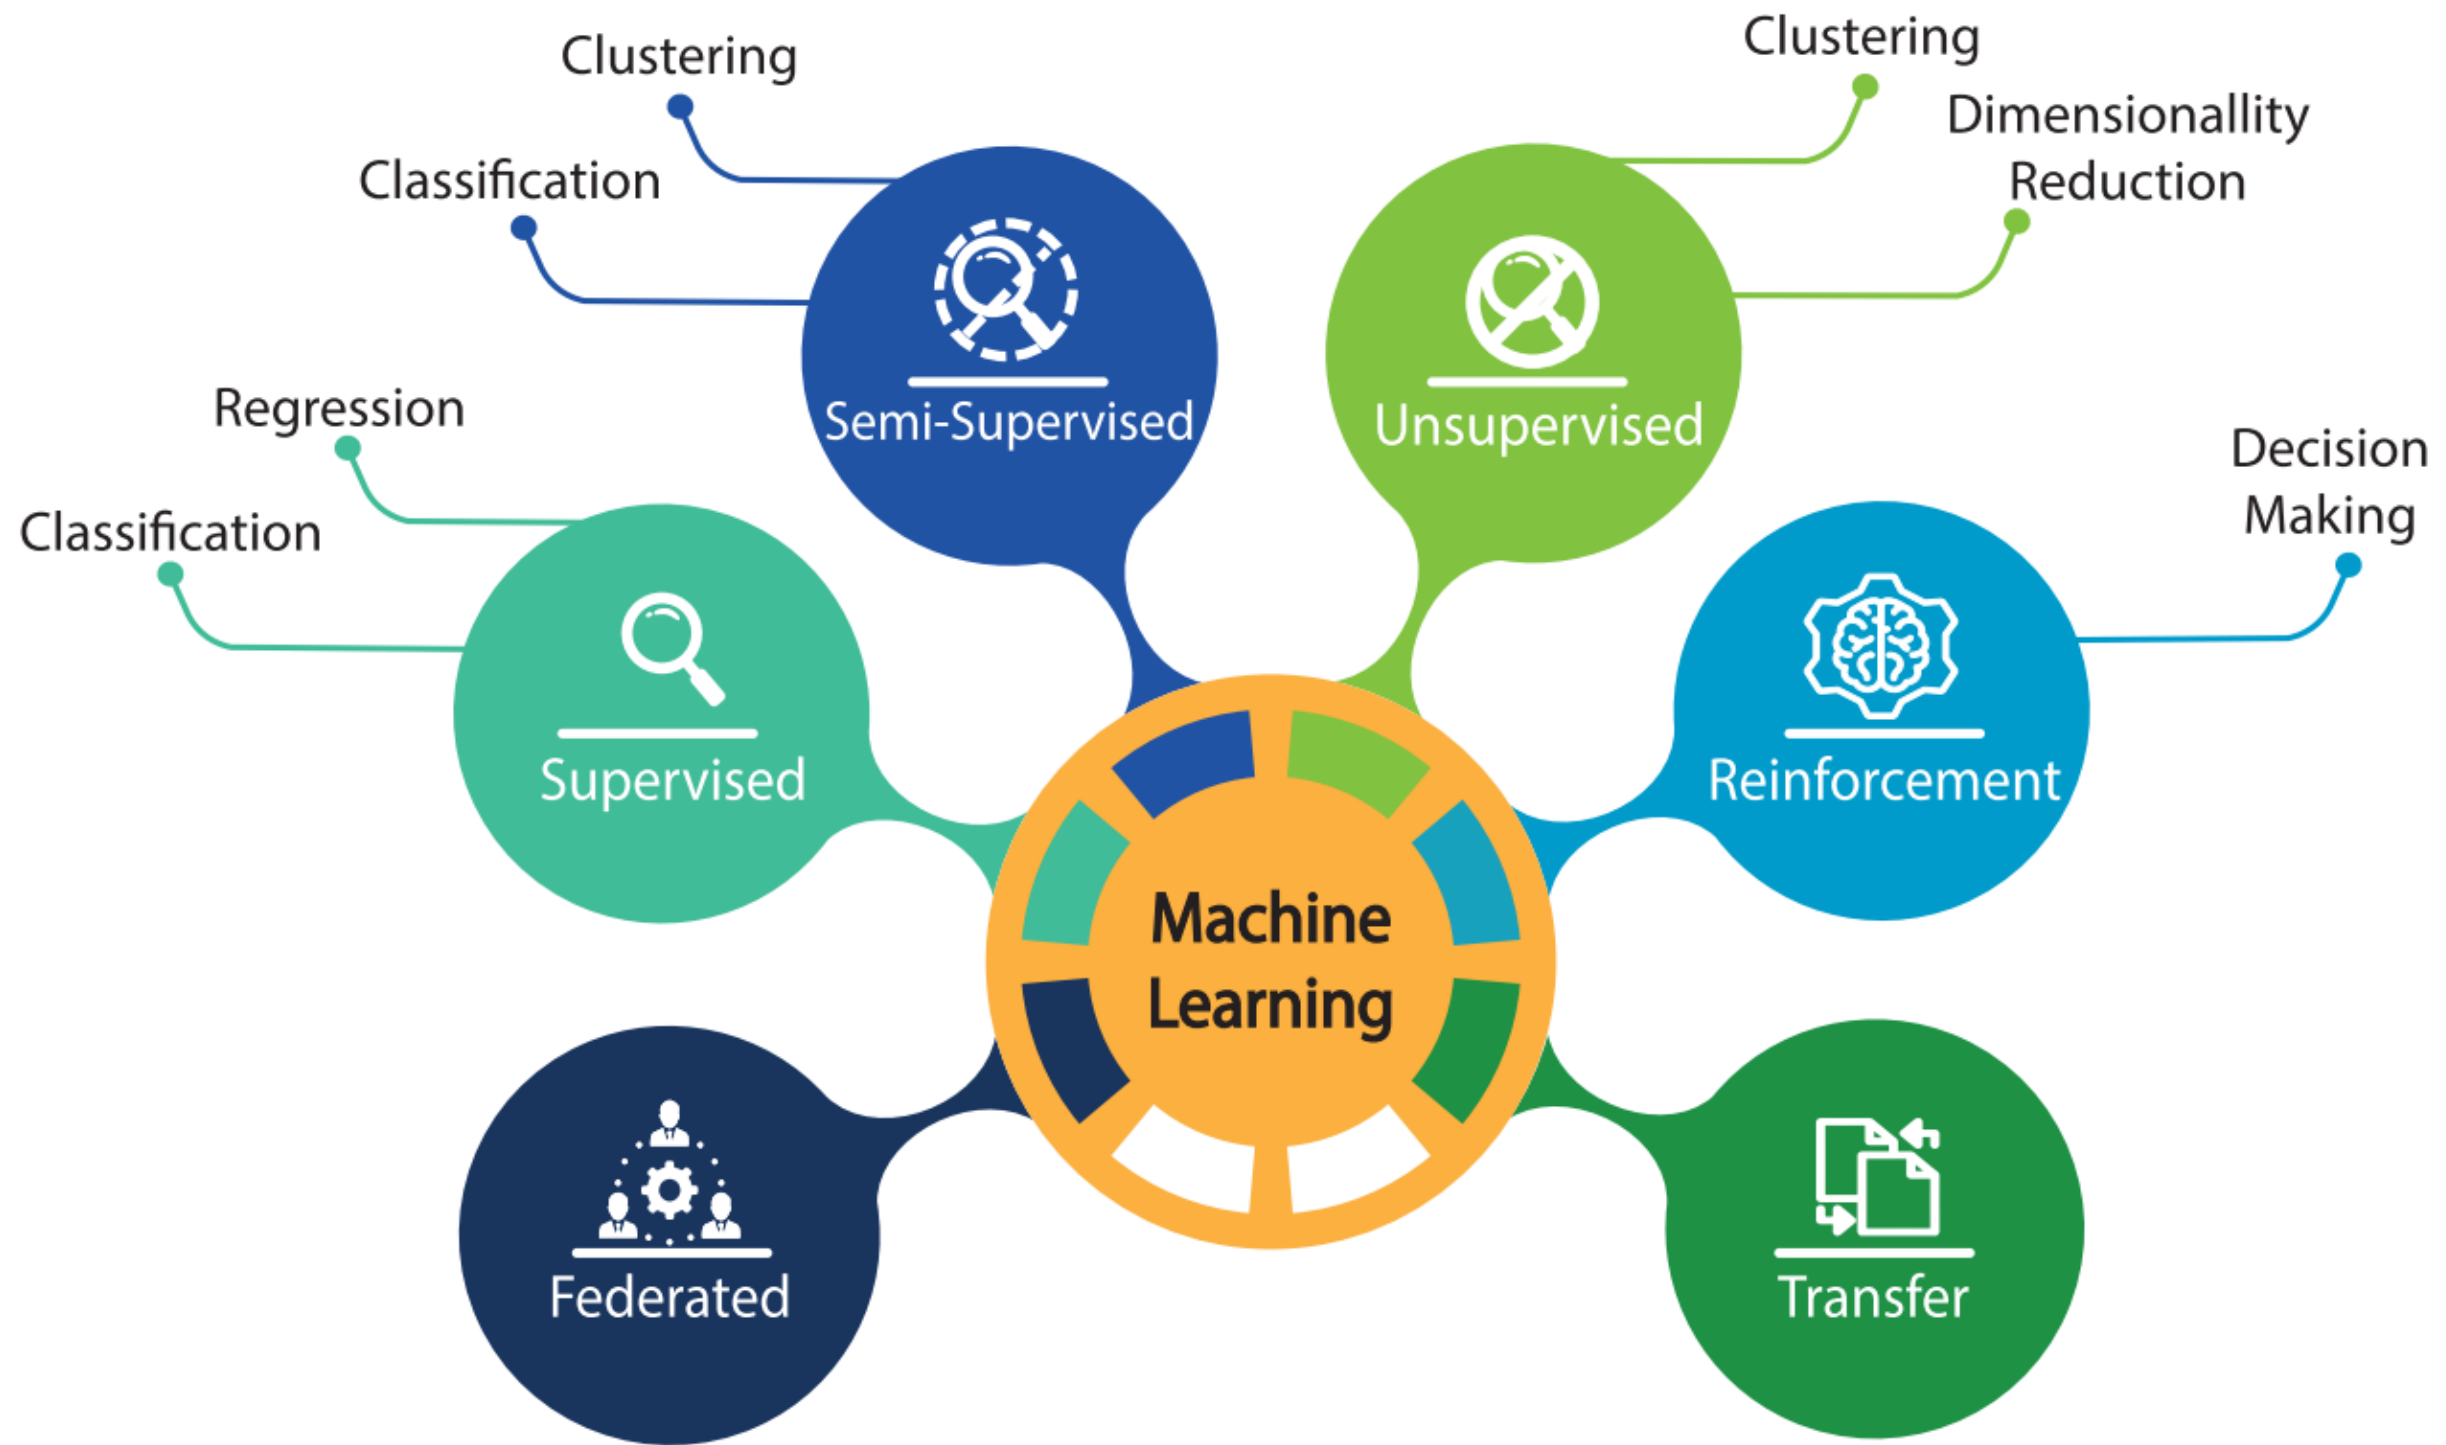 Clustering
Classification
Semi-Supervised
Clustering
Dimensionallity
Reduction
Unsupervised
Regression
Classification
Supervised
Decision
Making
Reinforcement
Machine
Learning
Federated
Transfer